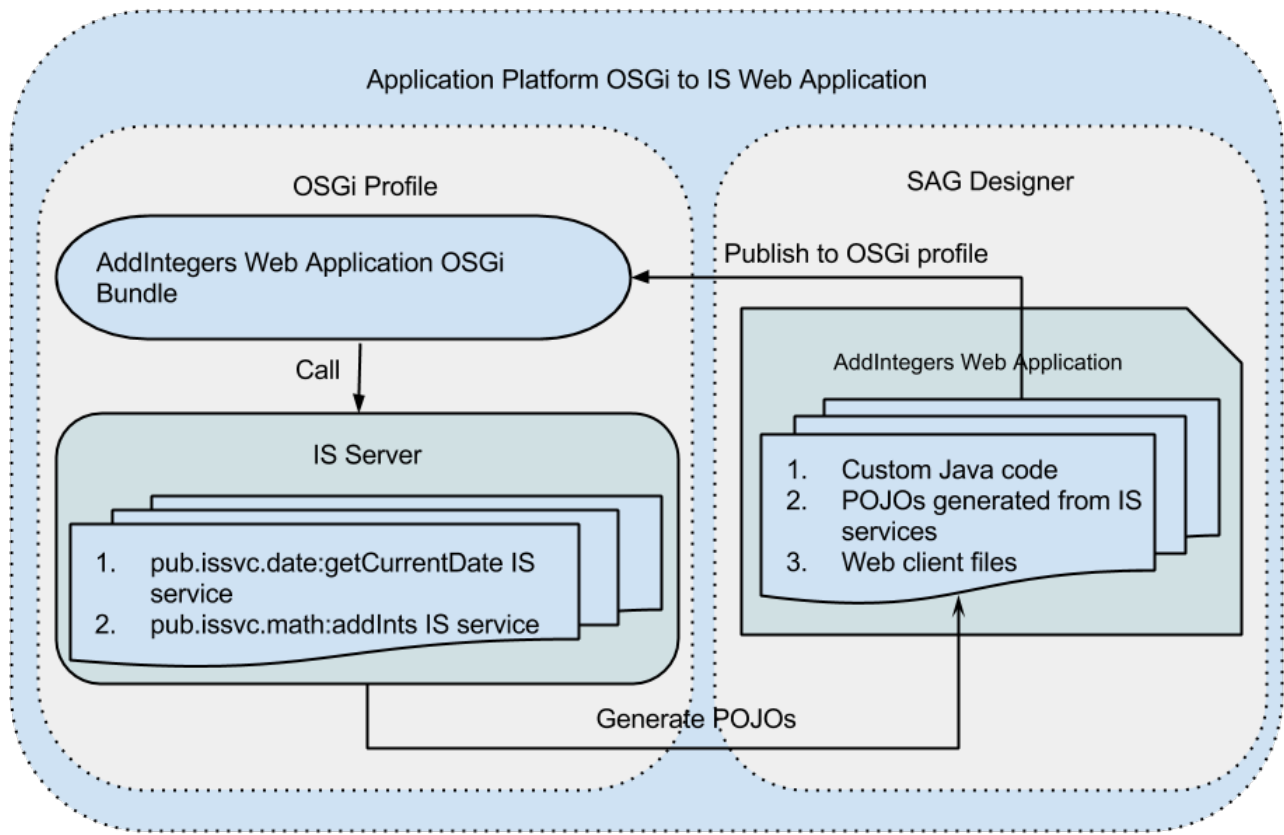 Application Platform OSGi to IS Web Application
OSGi Profile
AddIntegers Web Application OSGi
Bundle
Call
IS Server
1. pub.issvc.date:getCurrentDate IS
service
2. pub.issvc.math:addInts IS service
SAG Designer
Publish to OSGi profile
AddIntegers Web Application
1. Custom Java code
2. POJOs generated from IS
services
3. Web client files
Generate POJOs